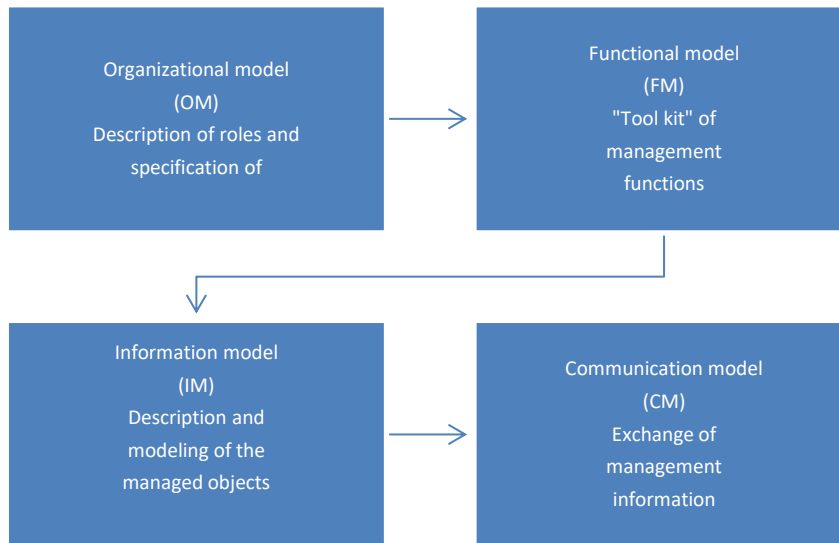 Organizational model
(OM)
Description of roles and
specification of
Functional model
(FM)
"Tool kit" of
management
functions
Information model
(IM)
Description and
modeling of the
managed objects
Communication model
(CM)
Exchange of
management
information